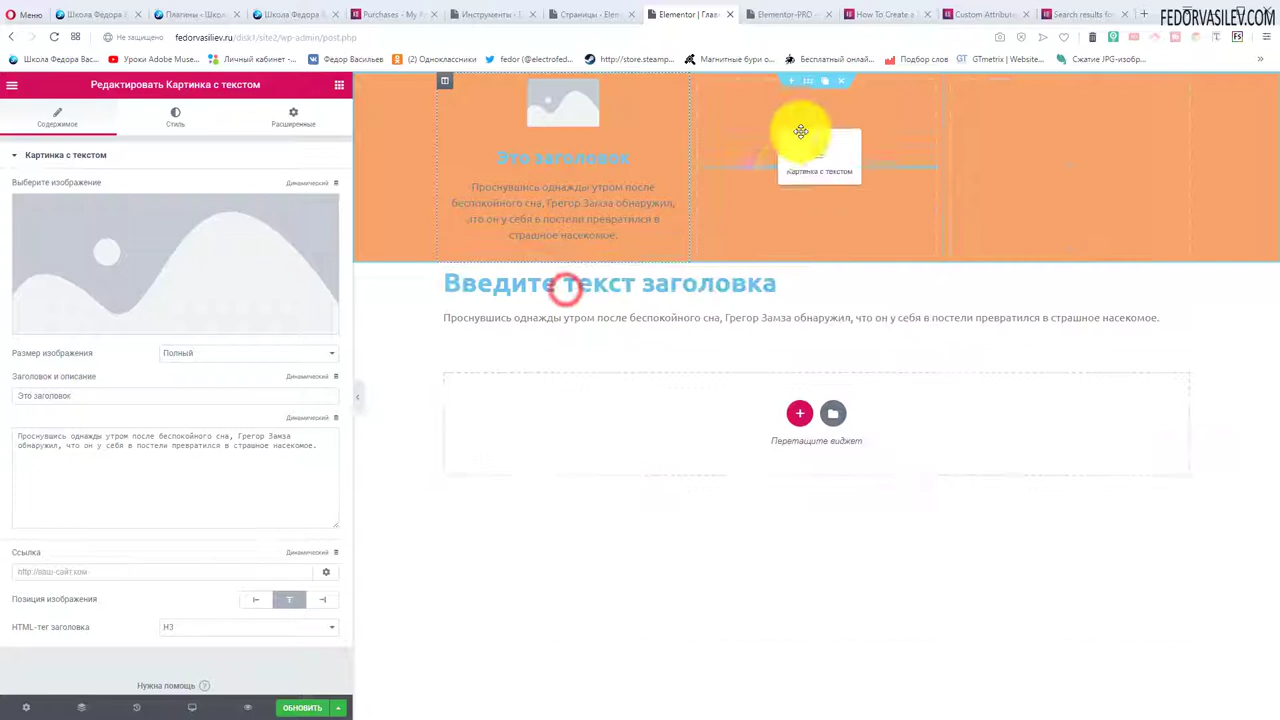 Меню
Школа Федора В
Плагины ‹ Школа
Школа Федора В
Purchases - My A
Инструменты ‹ E
Страницы ‹ Elem
Elementor | Глав
Elementor-PRO –
How To Create a
Custom Attribute
Search results for
FEDORVASILEV.COM
Не защищено
fedorvasiliev.ru/disk1/site2/wp-admin/post.php
Школа Федора Вас...
Уроки Adobe Muse...
Личный кабинет -...
Федор Васильев
(2) Одноклассники
fedor (@electrofed...
http://store.steamp...
Магнитные бури о...
Бесплатный онлай...
Подбор слов
GTmetrix | Website...
Сжатие JPG-изобр...
Редактировать Картинка с текстом
Содержимое
Стиль
Расширенные
Картинка с текстом
Выберите изображение
Динамический
Размер изображения
Полный
Заголовок и описание
Динамический
Это заголовок
Динамический
Проснувшись однажды утром после беспокойного сна, Грегор Замза
обнаружил, что он у себя в постели превратился в страшное насекомое.
Ссылка
Динамический
http://ваш-сайт.ком
Позиция изображения
HTML-тег заголовка
H3
Нужна помощь
ОБНОВИТЬ
Это заголовок
Проснувшись однажды утром после
беспокойного сна, Грегор Замза обнаружил,
что он у себя в постели превратился в
страшное насекомое.
Картинка с текстом
Введите текст заголовка
Проснувшись однажды утром после беспокойного сна, Грегор Замза обнаружил, что он у себя в постели превратился в страшное насекомое.
Перетащите виджет